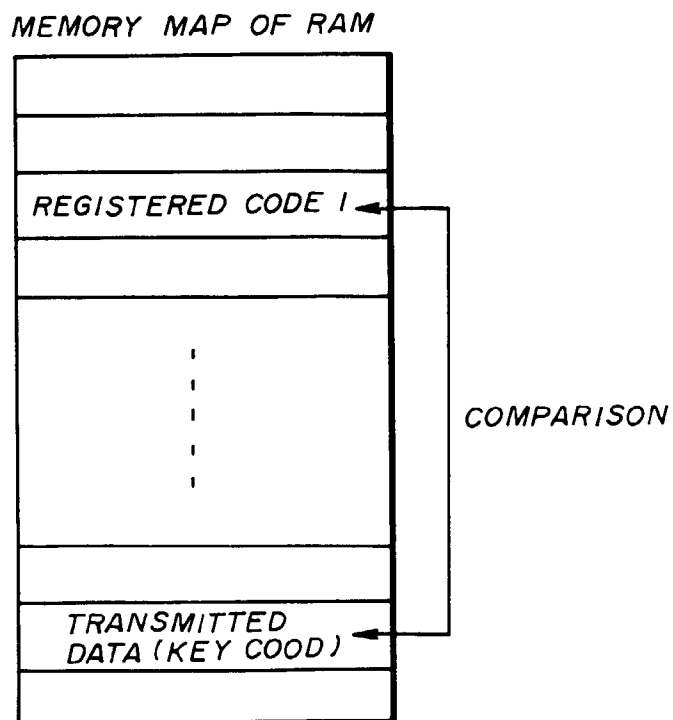 MEMORY MAP OF RAM
REGISTERED CODE 1
COMPARISON
TRANSMITTED
DATA (KEY COOD)